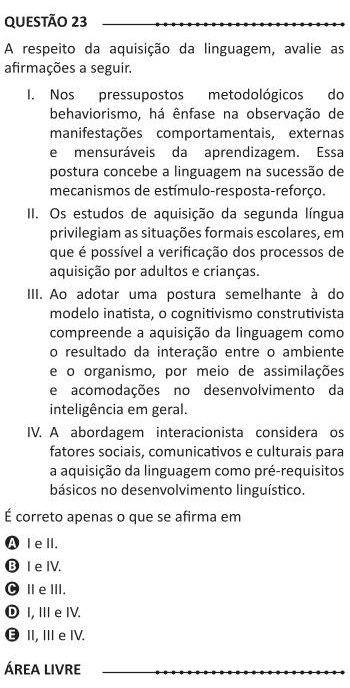 QUESTÃO 23
A respeito da aquisição da linguagem, avalie as
afirmações a seguir.
I. Nos pressupostos metodológicos do
behaviorismo, há ênfase na observação de
manifestações comportamentais, externas
e mensuráveis da aprendizagem. Essa
postura concebe a linguagem na sucessão de
mecanismos de estímulo-resposta-reforço.
II. Os estudos de aquisição da segunda língua
privilegiam as situações formais escolares, em
que é possível a verificação dos processos de
aquisição por adultos e crianças.
III. Ao adotar uma postura semelhante à do
modelo inatista, o cognitivismo construtivista
compreende a aquisição da linguagem como
o resultado da interação entre o ambiente
e o organismo, por meio de assimilações
e acomodações no desenvolvimento da
inteligência em geral.
IV. A abordagem interacionista considera os
fatores sociais, comunicativos e culturais para
a aquisição da linguagem como pré-requisitos
básicos no desenvolvimento linguístico.
É correto apenas o que se afirma em
A I e II.
B I e IV.
C II e III.
D I, III e IV.
E II, III e IV.
ÁREA LIVRE